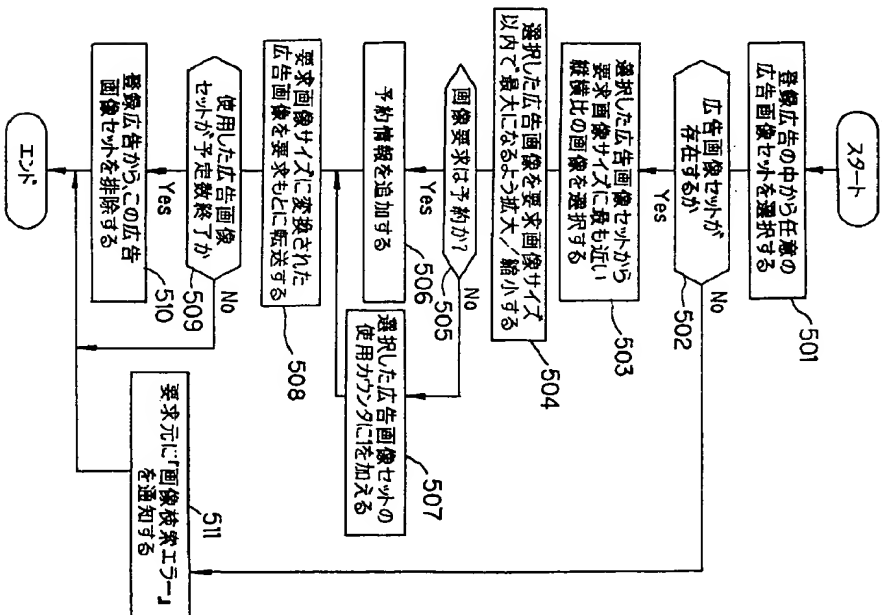 スタート
登録広告の中から任意の
広告画像セットを選択する
501
広告画像セットが
存在するか
502
Yes
No
選択した広告画像セットから
要求画像サイズに最も近い
縦横比の画像を選択する
503
選択した広告画像を要求画像サイズ
以内で最大になるよう拡大/縮小する
504
画像要求は予約か?
505
Yes
No
予約情報を追加する
506
選択した広告画像セットの
使用カウンタに1を加える
507
要求画像サイズに変換された
広告画像を要求もとに転送する
508
使用した広告画像
セットが予定数終了か
509
Yes
No
登録広告から、この広告
画像セットを排除する
510
要求元に「画像検索エラー」
を通知する
511
エンド